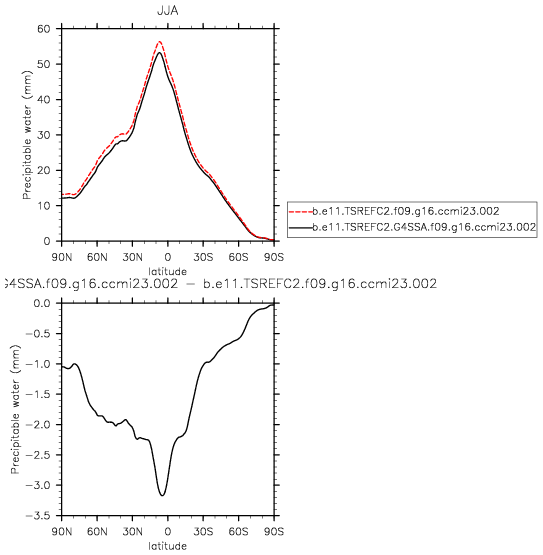 JJA
60
50
40
30
20
10
0
Precipitable water (mm)
90N 60N 30N 0 30S 60S 90S
latitude
b.e11.TSREFC2.f09.g16.ccmi23.002
b.e11.TSREFC2.G4SSA.f09.g16.ccmi23.002
G4SSA.f09.g16.ccmi23.002 − b.e11.TSREFC2.f09.g16.ccmi23.002
0.0
−0.5
−1.0
−1.5
−2.0
−2.5
−3.0
−3.5
Precipitable water (mm)
90N 60N 30N 0 30S 60S 90S
latitude